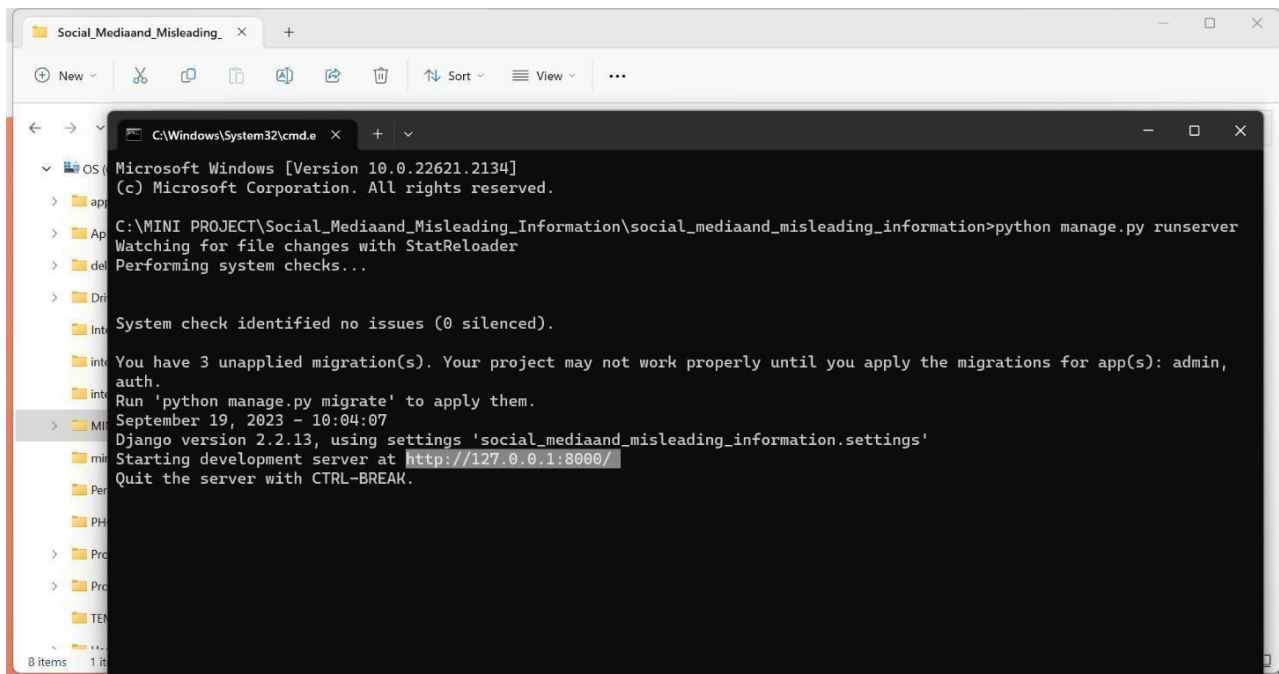 Social_Mediaand_Misleading_
New
Sort
View
C:\Windows\System32\cmd.e
OS (
Microsoft Windows [Version 10.0.22621.2134]
(c) Microsoft Corporation. All rights reserved.
C:\MINI PROJECT\Social_Mediaand_Misleading_Information\social_mediaand_misleading_information>python manage.py runserver
Watching for file changes with StatReloader
Performing system checks...
System check identified no issues (0 silenced).
You have 3 unapplied migration(s). Your project may not work properly until you apply the migrations for app(s): admin,
auth.
Run 'python manage.py migrate' to apply them.
September 19, 2023 - 10:04:07
Django version 2.2.13, using settings 'social_mediaand_misleading_information.settings'
Starting development server at http://127.0.0.1:8000/
Quit the server with CTRL-BREAK.
8 items 1 it